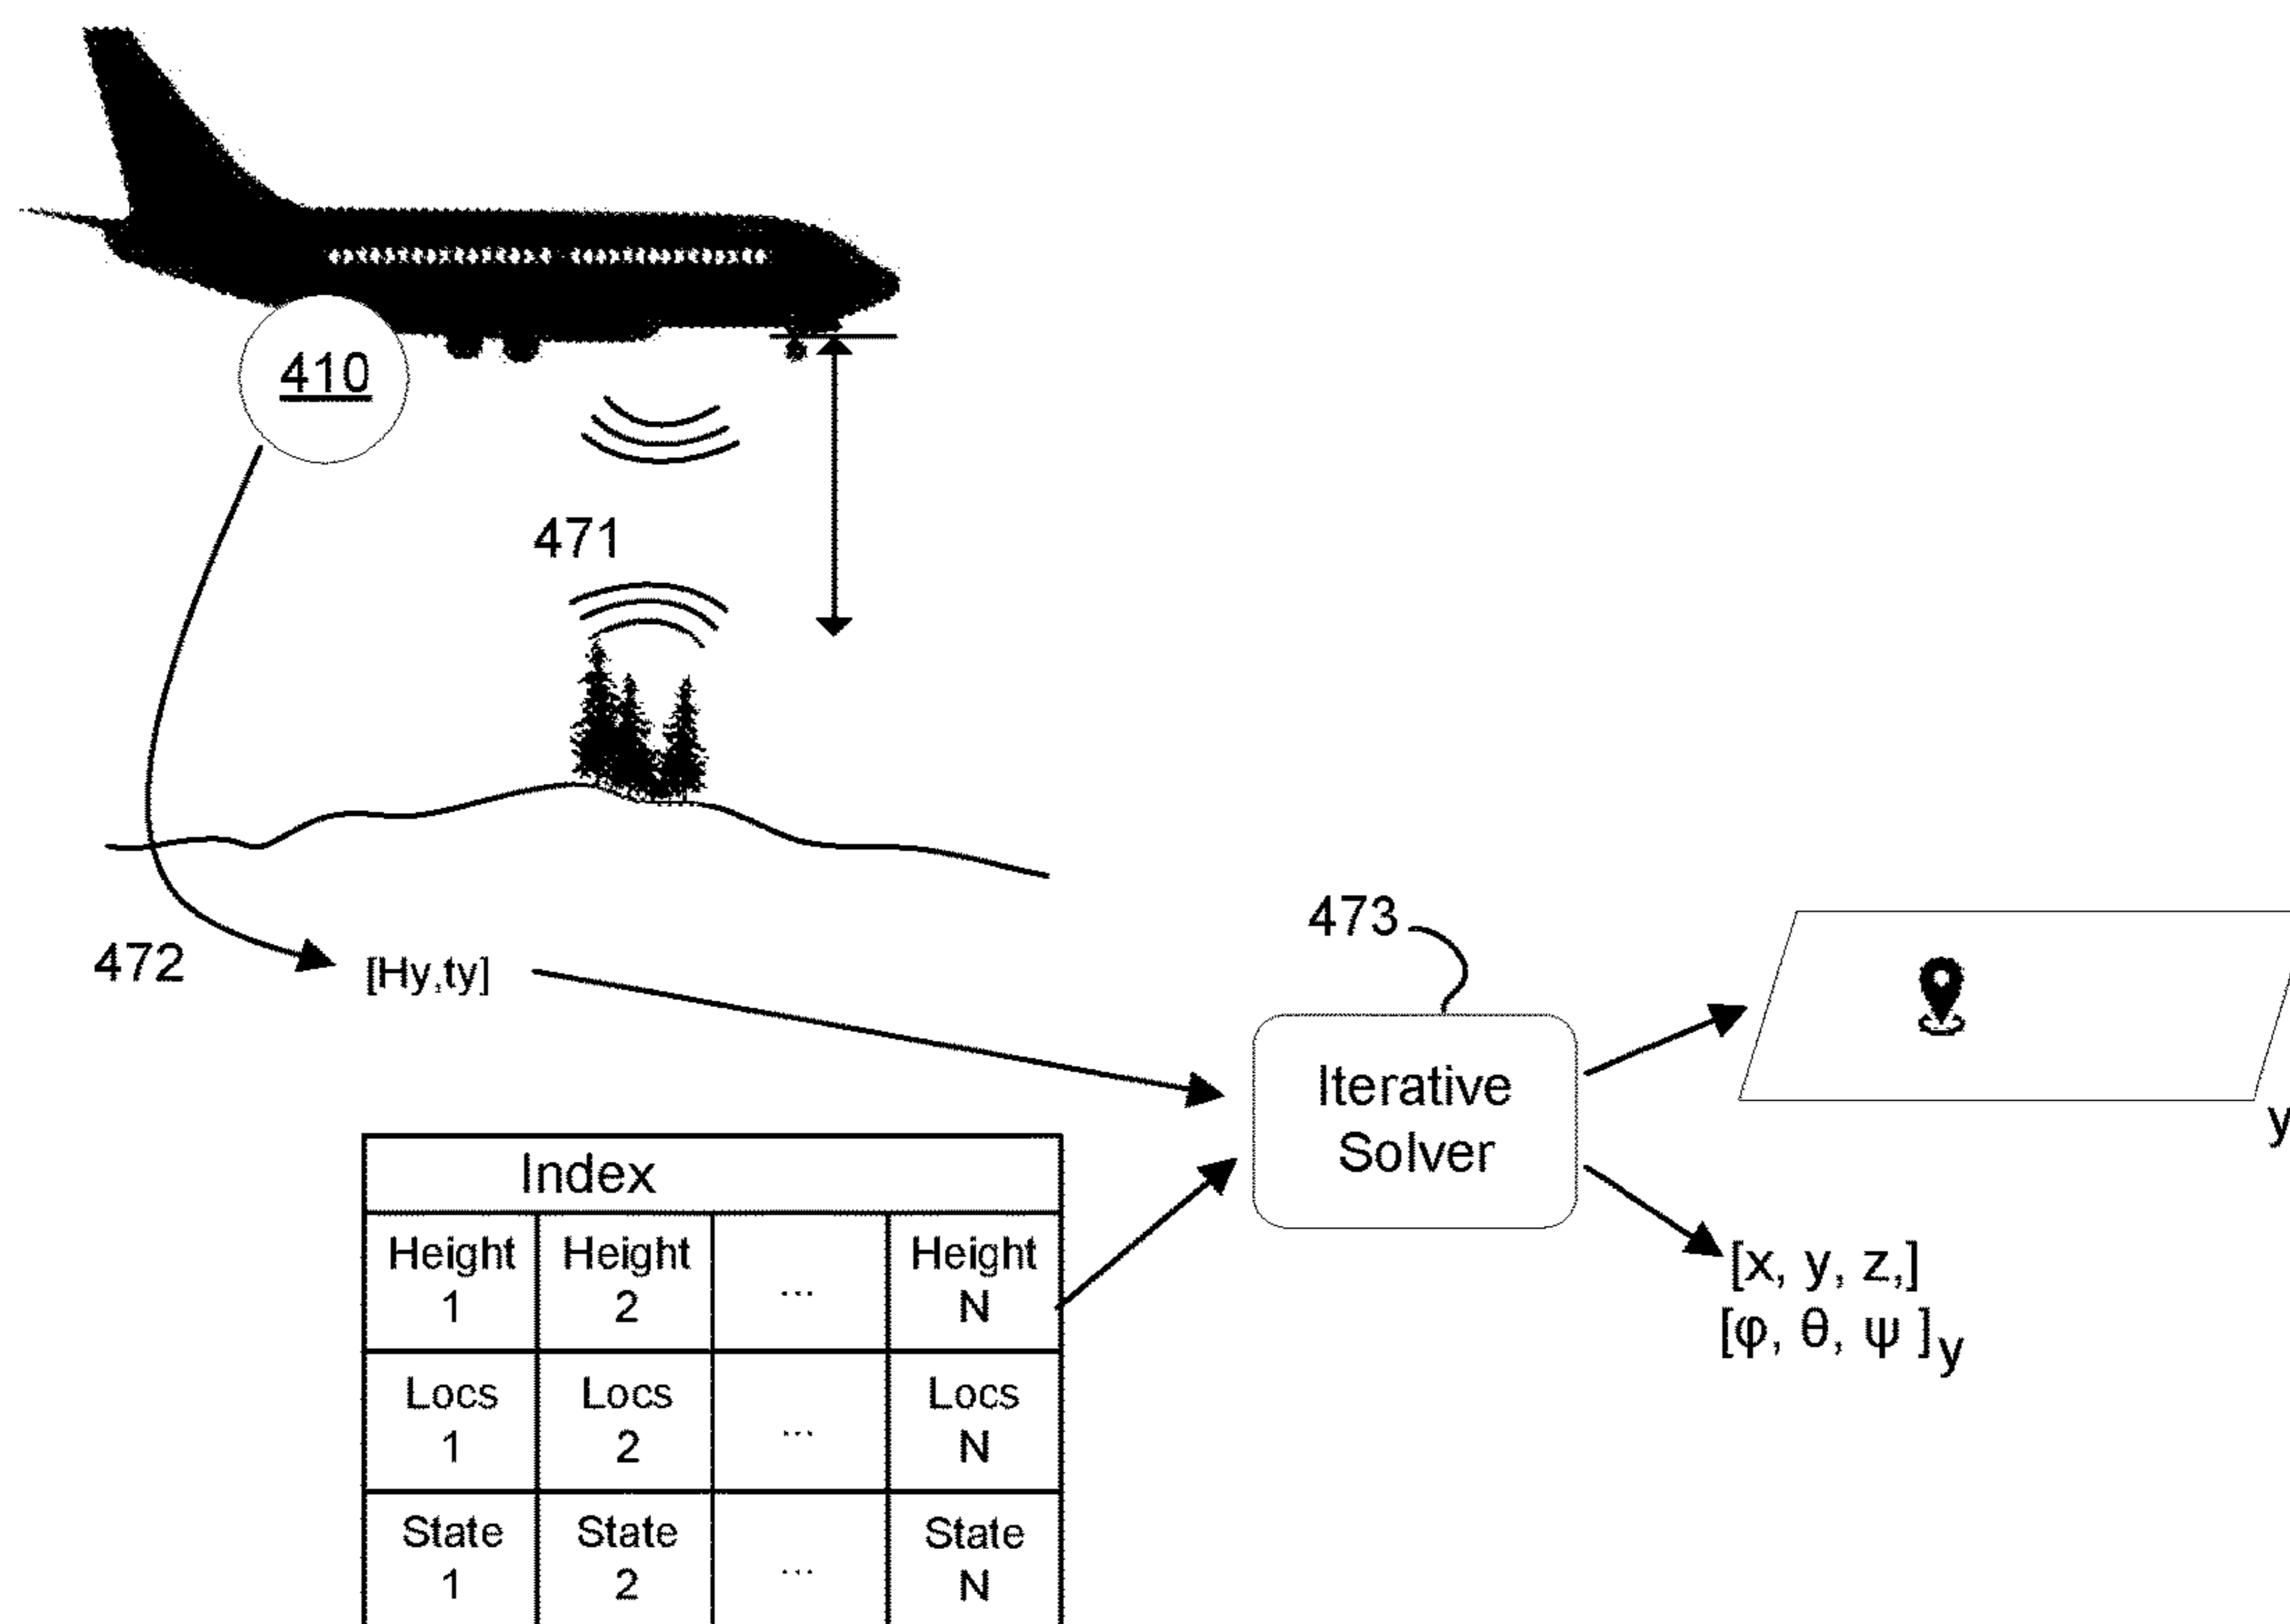 410
471
472
[Hy,ty]
473
Iterative
Solver
y
[x, y, z,]
[φ, θ, ψ ]y
Index
Height 1 Height 2 ... Height N
Locs 1 Locs 2 ... Locs N
State 1 State 2 ... State N